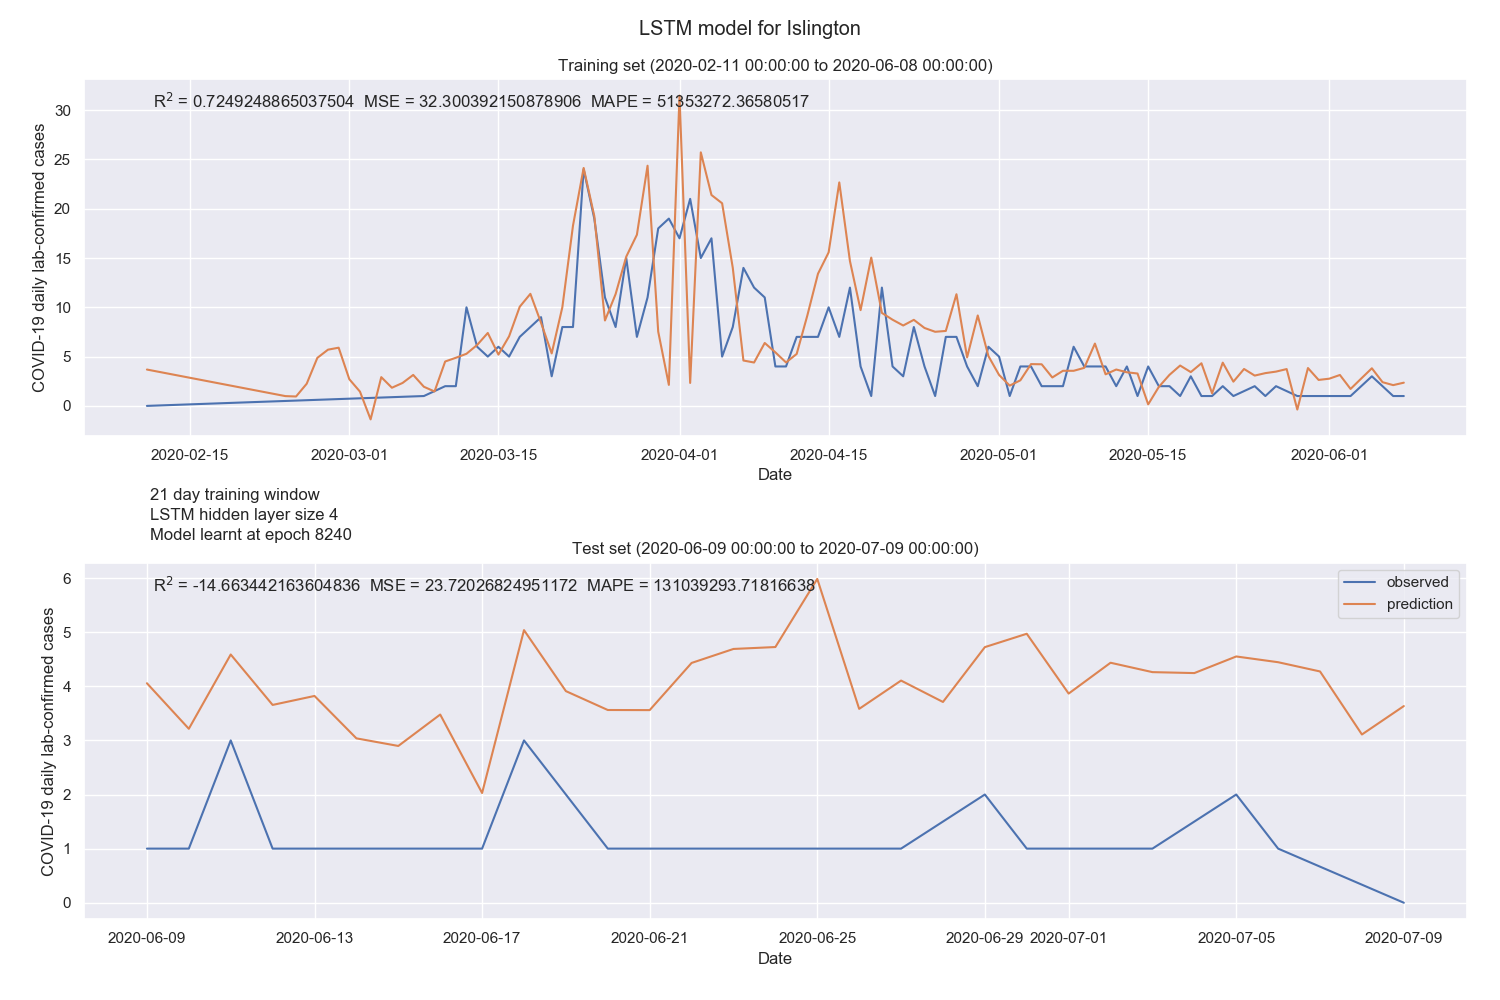 LSTM model for Islington
Training set (2020-02-11 00:00:00 to 2020-06-08 00:00:00)
R² = 0.7249248865037504 MSE = 32.300392150878906 MAPE = 51353272.36580517
COVID-19 daily lab-confirmed cases
30
25
20
15
10
5
0
2020-02-15 2020-03-01 2020-03-15 2020-04-01 2020-04-15 2020-05-01 2020-05-15 2020-06-01
Date
21 day training window
LSTM hidden layer size 4
Model learnt at epoch 8240
Test set (2020-06-09 00:00:00 to 2020-07-09 00:00:00)
R² = -14.663442163604836 MSE = 23.72026824951172 MAPE = 131039293.71816638
observed
prediction
COVID-19 daily lab-confirmed cases
6
5
4
3
2
1
0
2020-06-09 2020-06-13 2020-06-17 2020-06-21 2020-06-25 2020-06-29 2020-07-01 2020-07-05 2020-07-09
Date